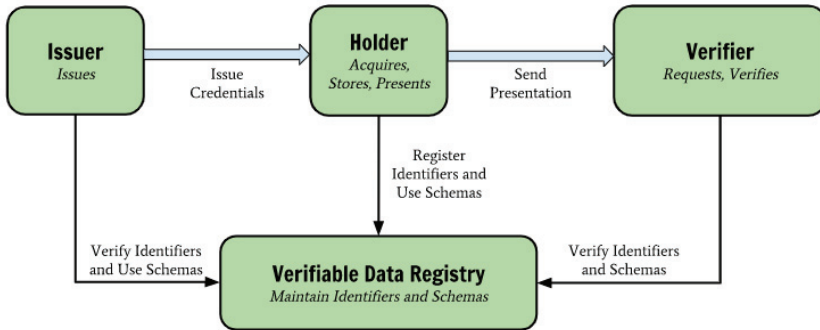 Issuer
Issues
Issue
Credentials
Holder
Acquires,
Stores, Presents
Send
Presentation
Verifier
Requests, Verifies
Register
Identifiers and
Use Schemas
Verify Identifiers
and Use Schemas
Verifiable Data Registry
Maintain Identifiers and Schemas
Verify Identifiers
and Schemas